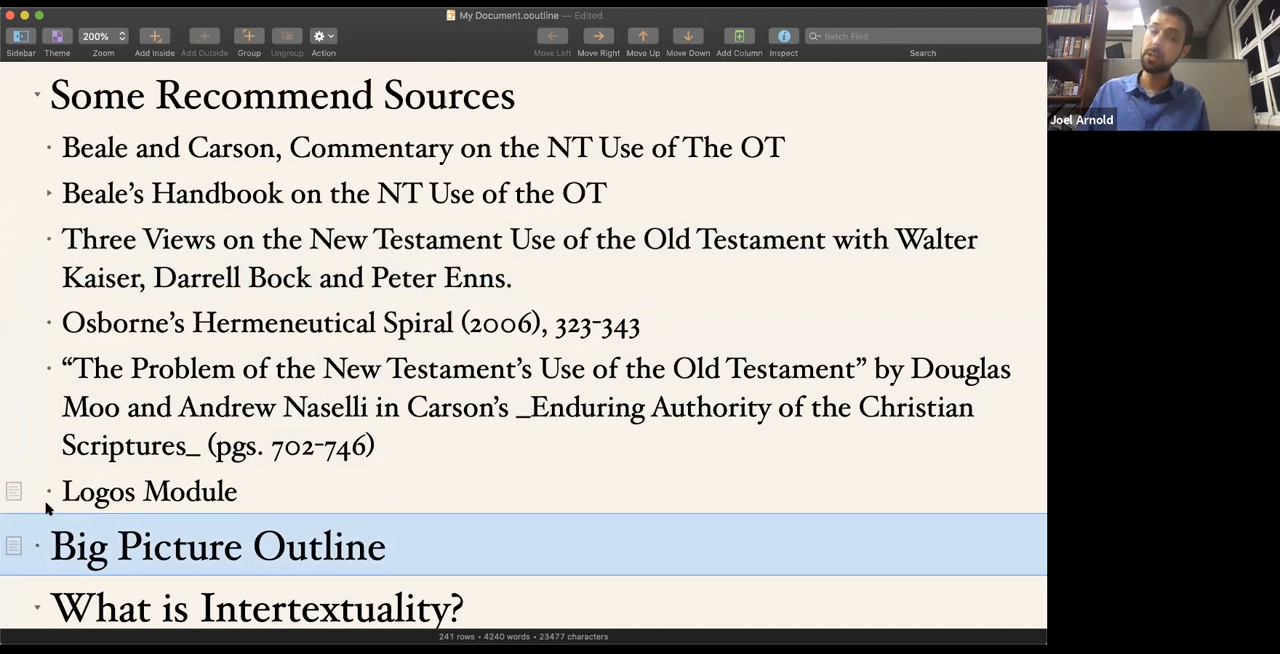 My Document.ooutline — Edited
200%
Batch Find
Sidebar Theme Zoom Add Inside Add Outside Group Ungroup Action Move Left Move Right Move Up Move Down Add Column Inspect Search
Some Recommend Sources
Beale and Carson, Commentary on the NT Use of The OT
Beale’s Handbook on the NT Use of the OT
Three Views on the New Testament Use of the Old Testament with Walter
Kaiser, Darrell Bock and Peter Enns.
Osborne’s Hermeneutical Spiral (2006), 323-343
“The Problem of the New Testament’s Use of the Old Testament” by Douglas
Moo and Andrew Naselli in Carson’s _Enduring Authority of the Christian
Scriptures_ (pgs. 702-746)
Logos Module
Big Picture Outline
What is Intertextuality?
241 rows • 4240 words • 23477 characters
Joel Arnold